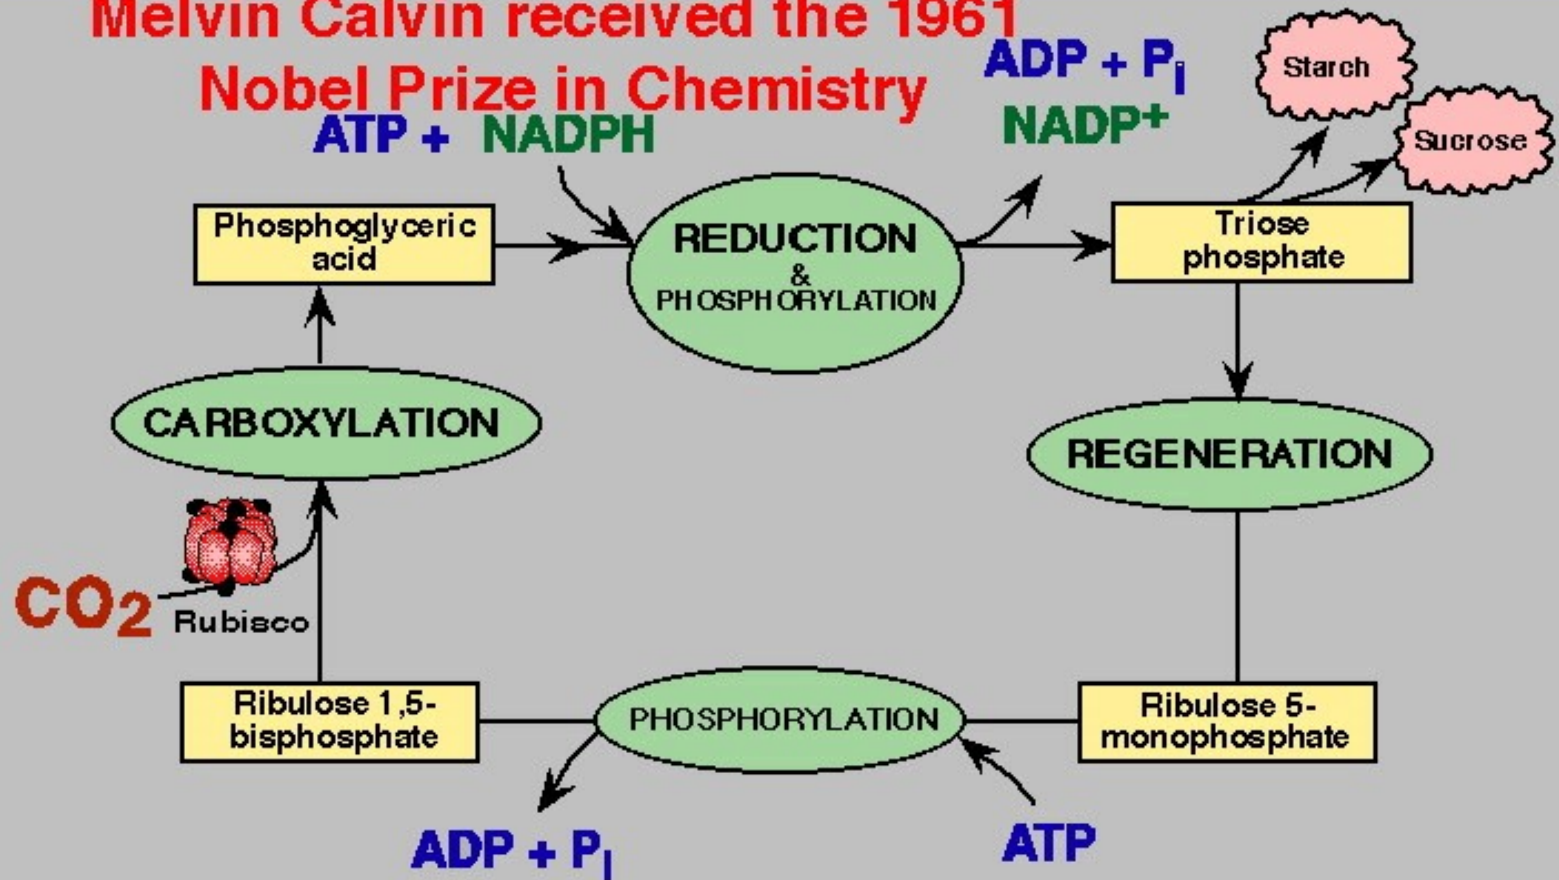 Melvin Calvin received the 1961
Nobel Prize in Chemistry
ATP + NADPH
ADP + Pi
NADP+
Starch
Sucrose
Phosphoglyceric
acid
REDUCTION
&
PHOSPHORYLATION
Triose
phosphate
CARBOXYLATION
REGENERATION
CO2
Rubisco
Ribulose 1,5-
bisphosphate
PHOSPHORYLATION
Ribulose 5-
monophosphate
ADP + Pi
ATP